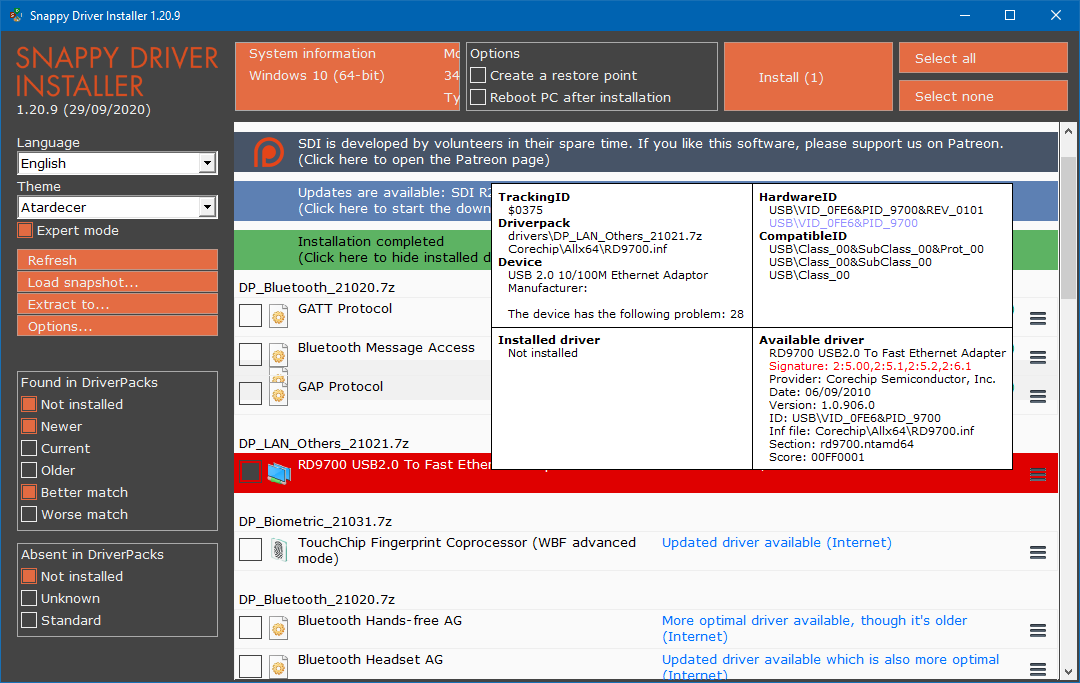 Snappy Driver Installer 1.20.9
SNAPPY DRIVER
INSTALLER
1.20.9 (29/09/2020)
Language
English
Theme
Atardecer
Expert mode
Refresh
Load snapshot...
Extract to...
Options...
Found in DriverPacks
Not installed
Newer
Current
Older
Better match
Worse match
Absent in DriverPacks
Not installed
Unknown
Standard
System information
Windows 10 (64-bit)
Mo
34
Ty
Options
Create a restore point
Reboot PC after installation
Install (1)
Select all
Select none
SDI is developed by volunteers in their spare time. If you like this software, please support us on Patreon.
(Click here to open the Patreon page)
Updates are available: SDI R2
(Click here to start the down
Installation completed
(Click here to hide installed d
DP_Bluetooth_21020.7z
GATT Protocol
Bluetooth Message Access
GAP Protocol
DP_LAN_Others_21021.7z
RD9700 USB2.0 To Fast Ether
TrackingID
$0375
Driverpack
drivers\DP_LAN_Others_21021.7z
Corechip\Allx64\RD9700.inf
Device
USB 2.0 10/100M Ethernet Adaptor
Manufacturer:
The device has the following problem: 28
HardwareID
USB\VID_0FE6&PID_9700&REV_0101
USB\VID_0FE6&PID_9700
CompatibleID
USB\Class_00&SubClass_00&Prot_00
USB\Class_00&SubClass_00
USB\Class_00
Installed driver
Not installed
Available driver
RD9700 USB2.0 To Fast Ethernet Adapter
Signature: 2:5.00,2:5.1,2:5.2,2:6.1
Provider: Corechip Semiconductor, Inc.
Date: 06/09/2010
Version: 1.0.906.0
ID: USB\VID_0FE6&PID_9700
Inf file: Corechip\Allx64\RD9700.inf
Section: rd9700.ntamd64
Score: 00FF0001
DP_Biometric_21031.7z
TouchChip Fingerprint Coprocessor (WBF advanced
mode)
Updated driver available (Internet)
DP_Bluetooth_21020.7z
Bluetooth Hands-free AG
More optimal driver available, though it's older
(Internet)
Bluetooth Headset AG
Updated driver available which is also more optimal
(Internet)